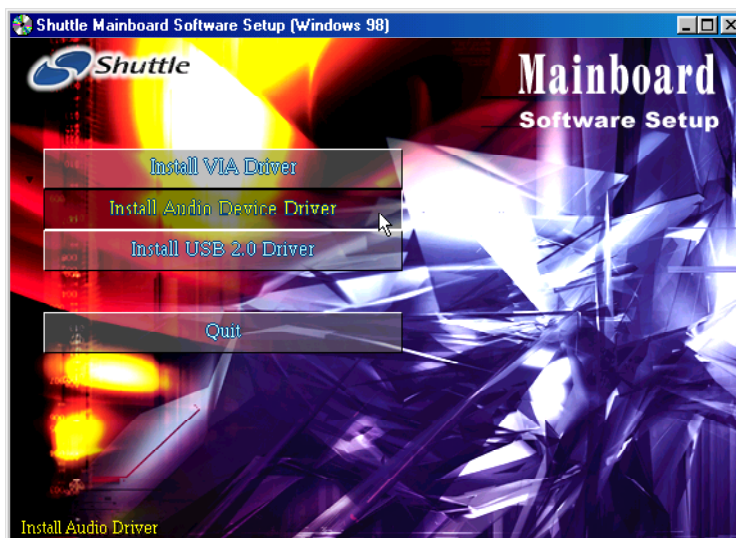 Shuttle Mainboard Software Setup (Windows 98)
Shuttle
Mainboard
Software Setup
Install VIA Driver
Install Audio Device Driver
Install USB 2.0 Driver
Quit
Install Audio Driver